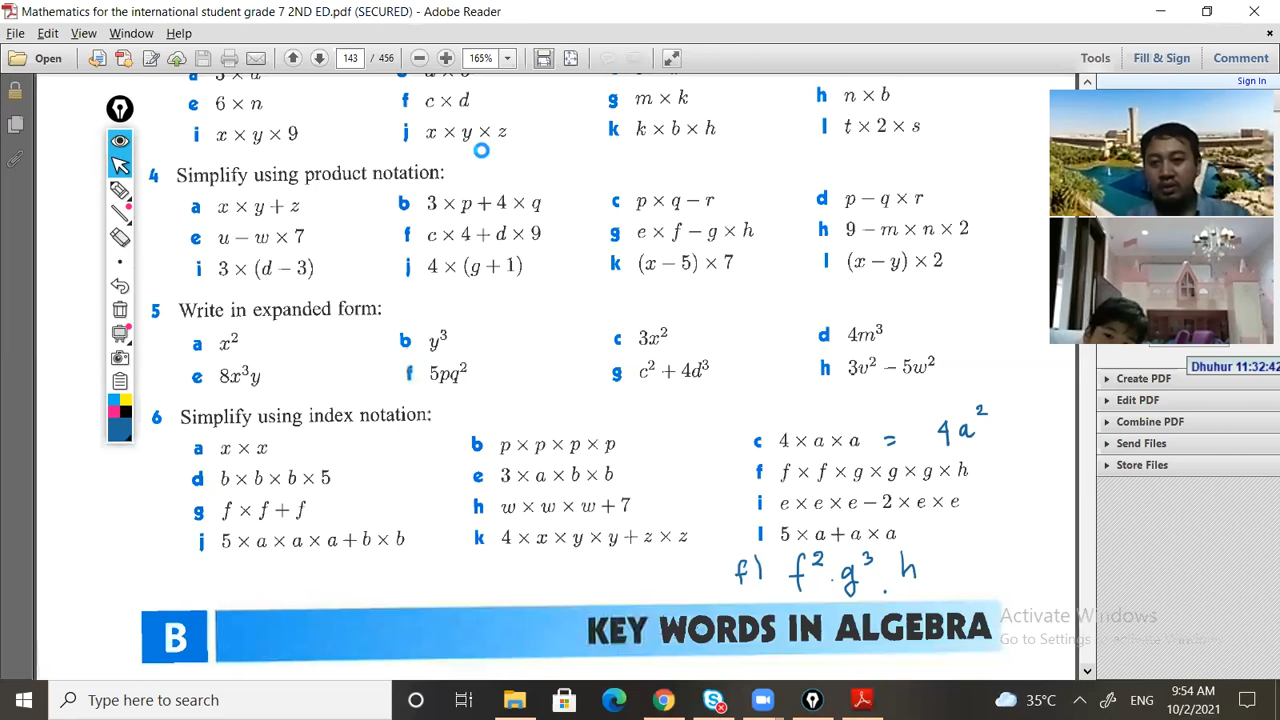 Mathematics for the international student grade 7 2ND ED.pdf (SECURED) - Adobe Reader
File Edit View Window Help
Open 143 / 456 165% Tools Fill & Sign Comment
Sign In
e 6 × n f c × d g m × k h n × b
i x × y × 9 j x × y × z k k × b × h l t × 2 × s
4 Simplify using product notation:
a x × y + z b 3 × p + 4 × q c p × q − r d p − q × r
e u − w × 7 f c × 4 + d × 9 g e × f − g × h h 9 − m × n × 2
i 3 × (d − 3) j 4 × (g + 1) k (x − 5) × 7 l (x − y) × 2
5 Write in expanded form:
a x² b y³ c 3x² d 4m³
e 8x³y f 5pq² g c² + 4d³ h 3v² − 5w²
6 Simplify using index notation:
a x × x b p × p × p × p c 4 × a × a = 4a²
d b × b × b × 5 e 3 × a × b × b f f × f × g × g × g × h
g f × f + f h w × w × w + 7 i e × e × e − 2 × e × e
j 5 × a × a × a + b × b k 4 × x × y × y + z × z l 5 × a + a × a
f) f² . g³ . h
B KEY WORDS IN ALGEBRA
Dhuhur 11:32:42
Create PDF
Edit PDF
Combine PDF
Send Files
Store Files
Activate Windows
Go to Settings to activate Windows.
Type here to search
35°C ENG
9:54 AM
10/2/2021